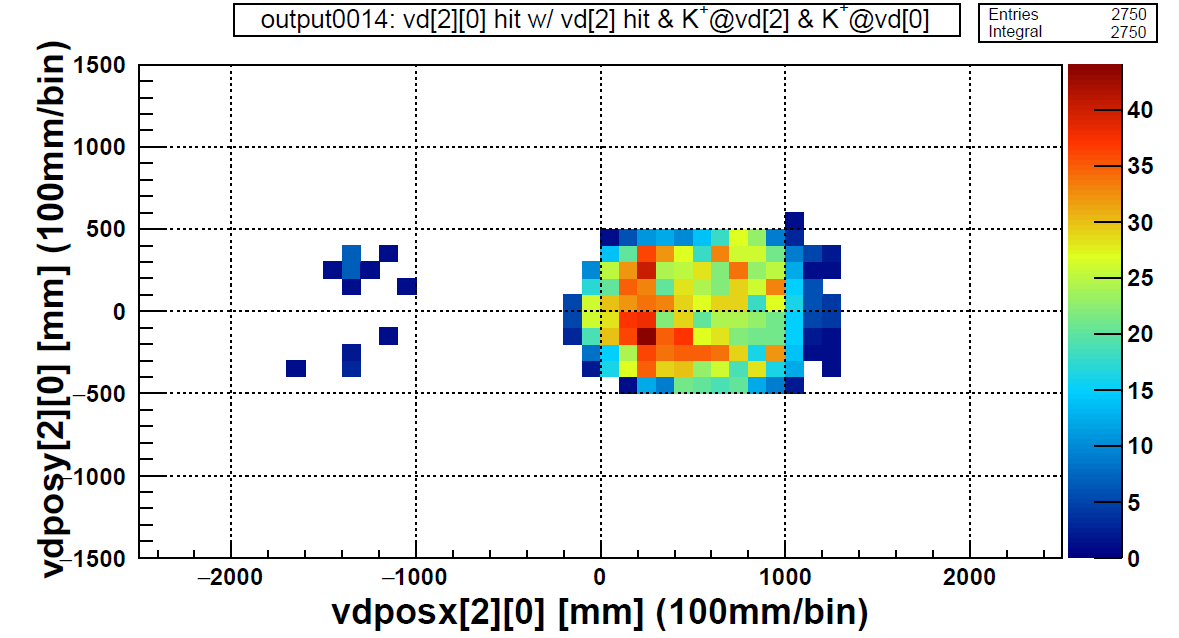 output0014: vd[2][0] hit w/ vd[2] hit & K⁺@vd[2] & K⁺@vd[0]
Entries 2750
Integral 2750
vdposy[2][0] [mm] (100mm/bin)
1500
1000
500
0
−500
−1000
−1500
−2000 −1000 0 1000 2000
vdposx[2][0] [mm] (100mm/bin)
40
35
30
25
20
15
10
5
0